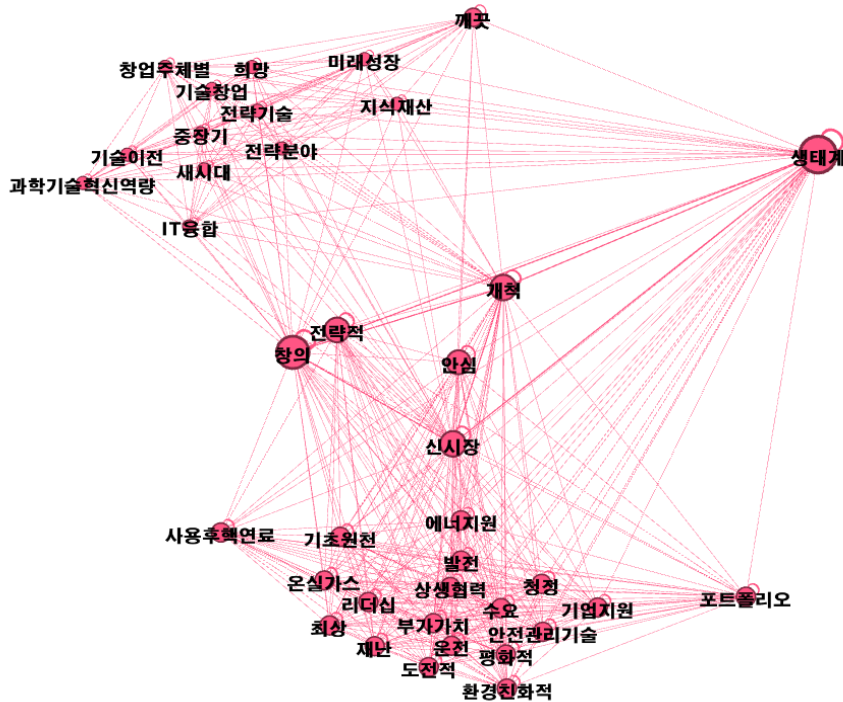 깨끗
창업주체별
희망
미래성장
기술창업
전략기술
지식재산
중장기
기술이전
전략분야
생태계
새시대
과학기술혁신역량
IT융합
개척
전략적
창의
안심
신시장
사용후핵연료
기초원천
에너지원
발전
온실가스
상생협력
청정
리더십
수요
기업지원
포트폴리오
최상
부가가치
안전관리기술
재난
운전
평화적
도전적
환경친화적